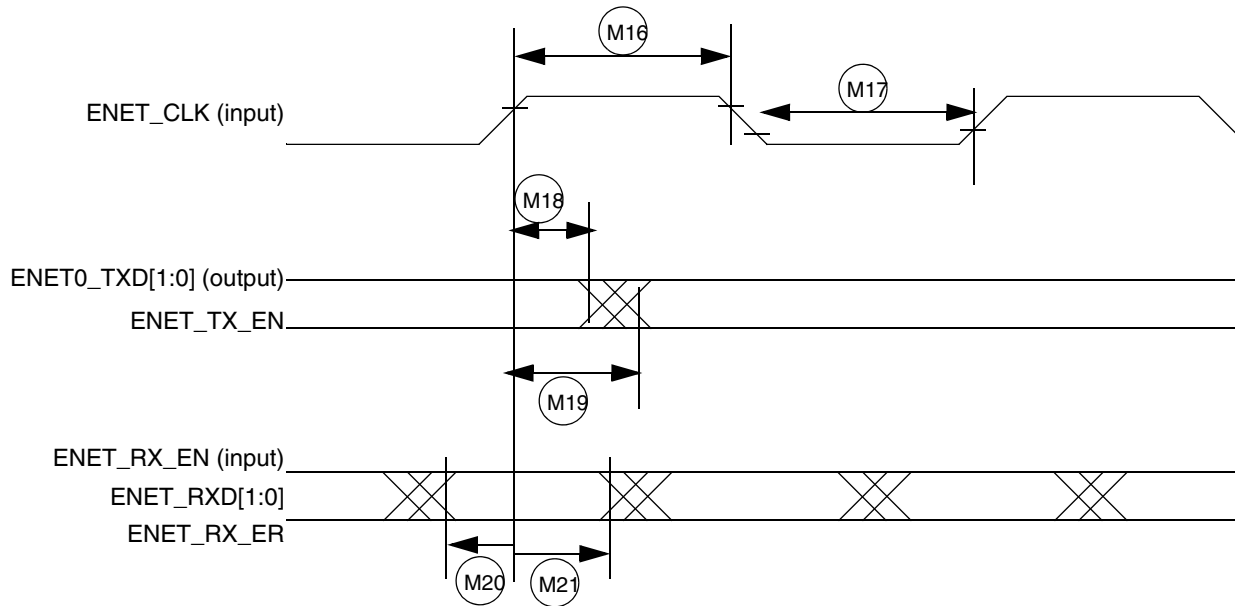 M16
ENET_CLK (input)
M17
M18
ENET0_TXD[1:0] (output)
ENET_TX_EN
M19
ENET_RX_EN (input)
ENET_RXD[1:0]
ENET_RX_ER
M20
M21